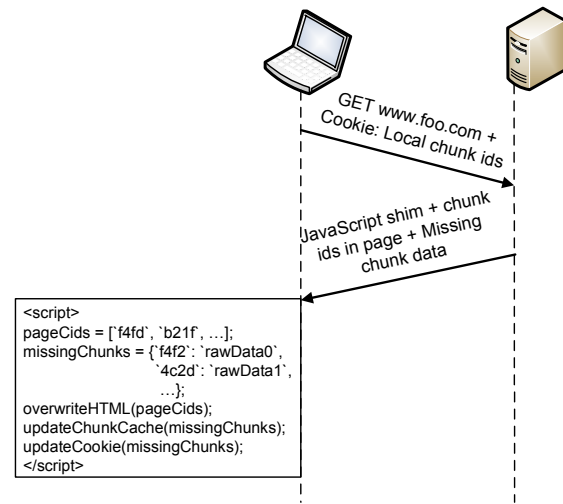 GET www.foo.com +
Cookie: Local chunk ids
JavaScript shim + chunk
ids in page + Missing
chunk data
<script>
pageCids = [`f4fd`, `b21f`, …];
missingChunks = {`f4f2`: `rawData0`,
`4c2d`: `rawData1`,
…};
overwriteHTML(pageCids);
updateChunkCache(missingChunks);
updateCookie(missingChunks);
</script>